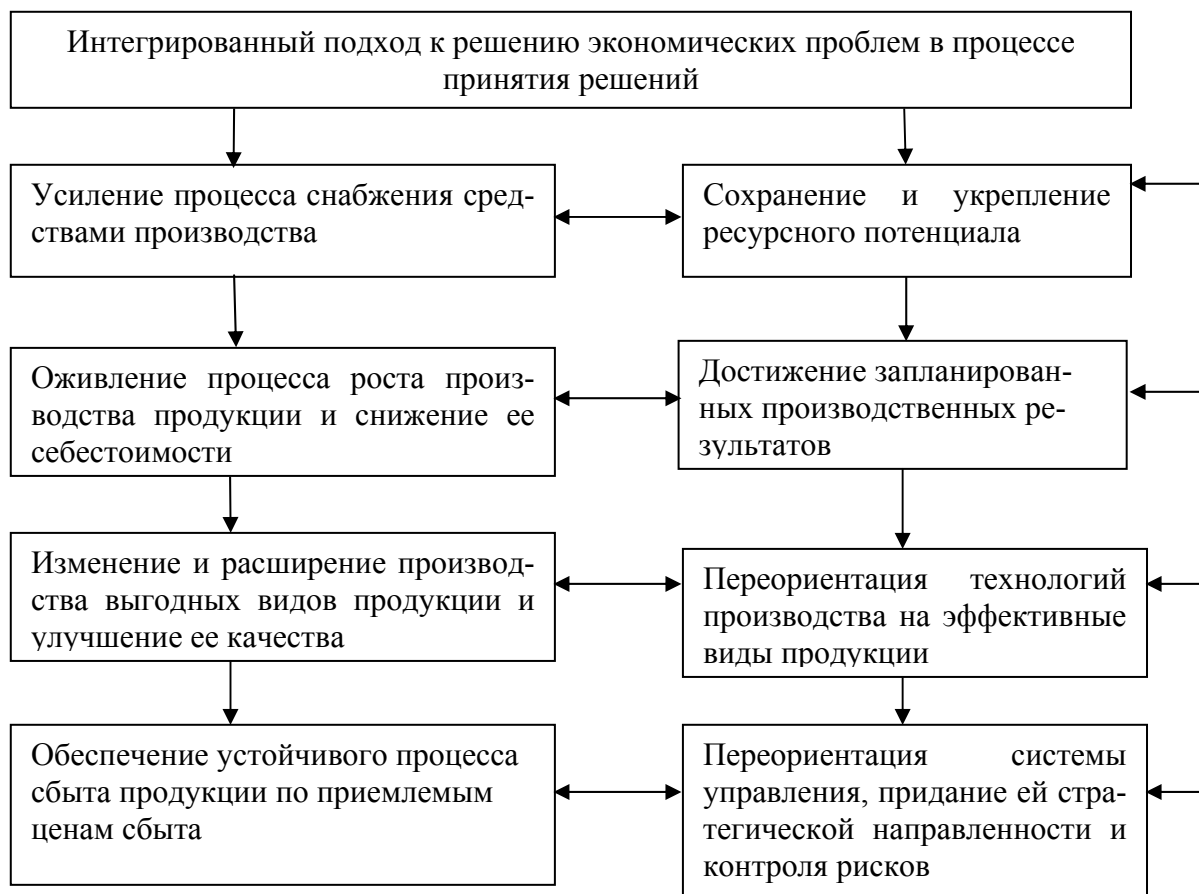 Интегрированный подход к решению экономических проблем в процессе
принятия решений
Усиление процесса снабжения сред-
ствами производства
Сохранение и укрепление
ресурсного потенциала
Оживление процесса роста произ-
водства продукции и снижение ее
себестоимости
Достижение запланирован-
ных производственных ре-
зультатов
Изменение и расширение производ-
ства выгодных видов продукции и
улучшение ее качества
Переориентация технологий
производства на эффективные
виды продукции
Обеспечение устойчивого процесса
сбыта продукции по приемлемым
ценам сбыта
Переориентация системы
управления, придание ей стра-
тегической направленности и
контроля рисков